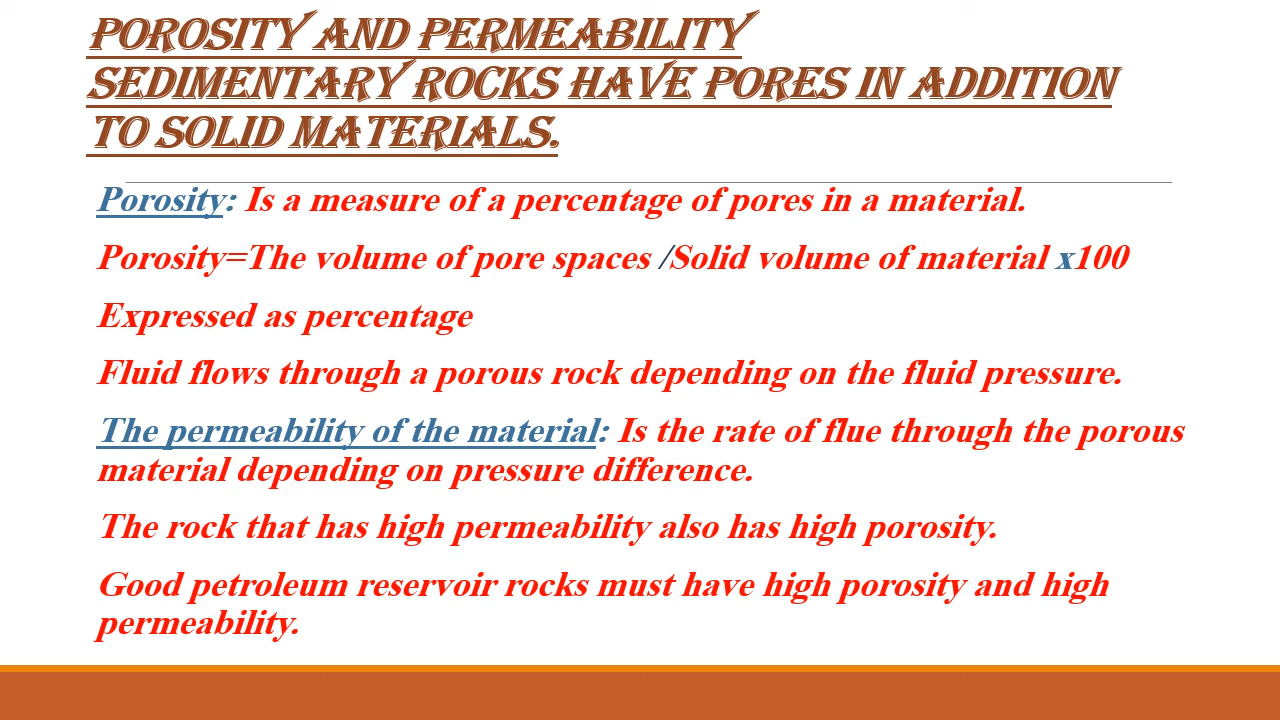 POROSITY AND PERMEABILITY
SEDIMENTARY ROCKS HAVE PORES IN ADDITION
TO SOLID MATERIALS.
Porosity: Is a measure of a percentage of pores in a material.
Porosity=The volume of pore spaces /Solid volume of material x100
Expressed as percentage
Fluid flows through a porous rock depending on the fluid pressure.
The permeability of the material: Is the rate of flue through the porous
material depending on pressure difference.
The rock that has high permeability also has high porosity.
Good petroleum reservoir rocks must have high porosity and high
permeability.